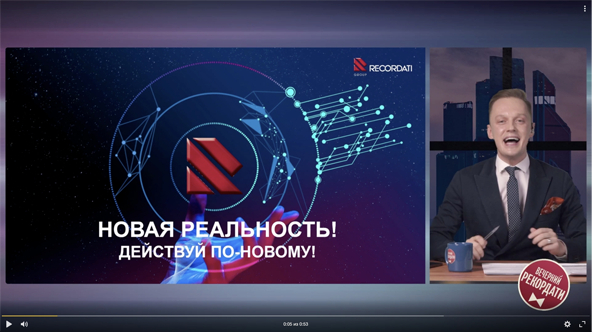 GROUP
RECORDATI
НОВАЯ РЕАЛЬНОСТЬ!
ДЕЙСТВУЙ ПО-НОВОМУ!
ВЕЧЕРНИЙ
РЕКОРДАТИ
0:05 из 0:53